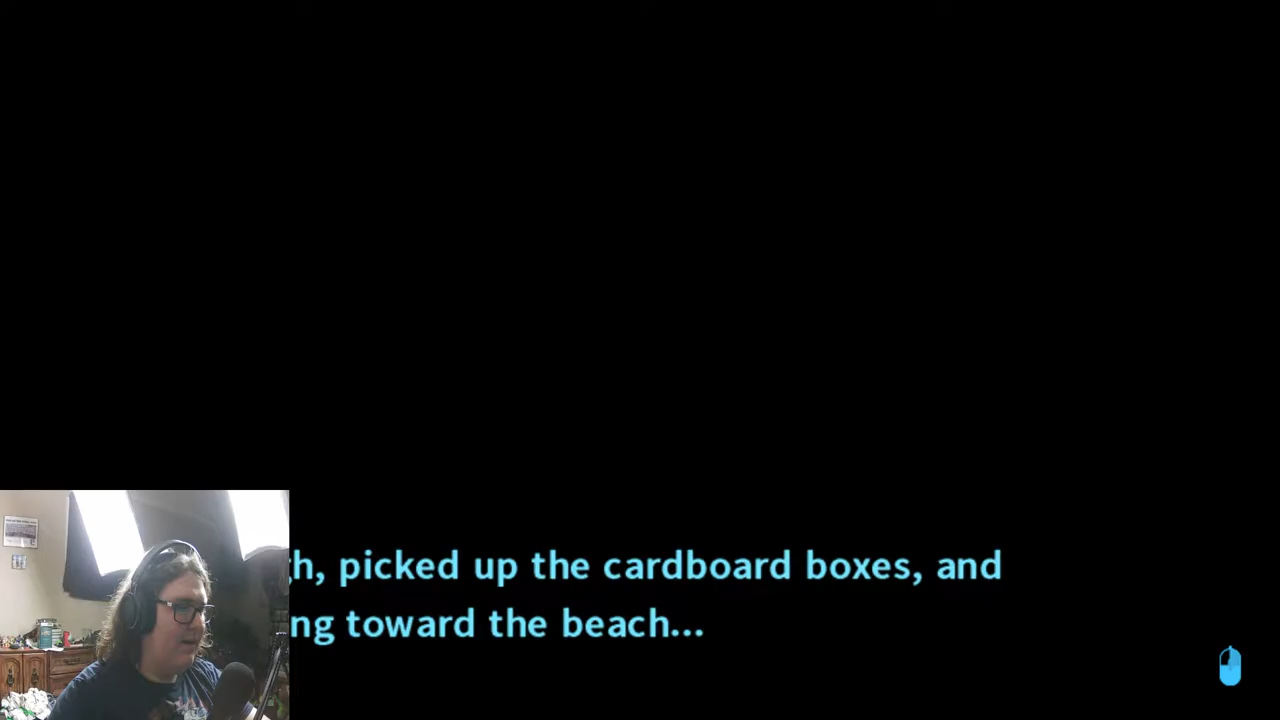 h, picked up the cardboard boxes, and
ng toward the beach...